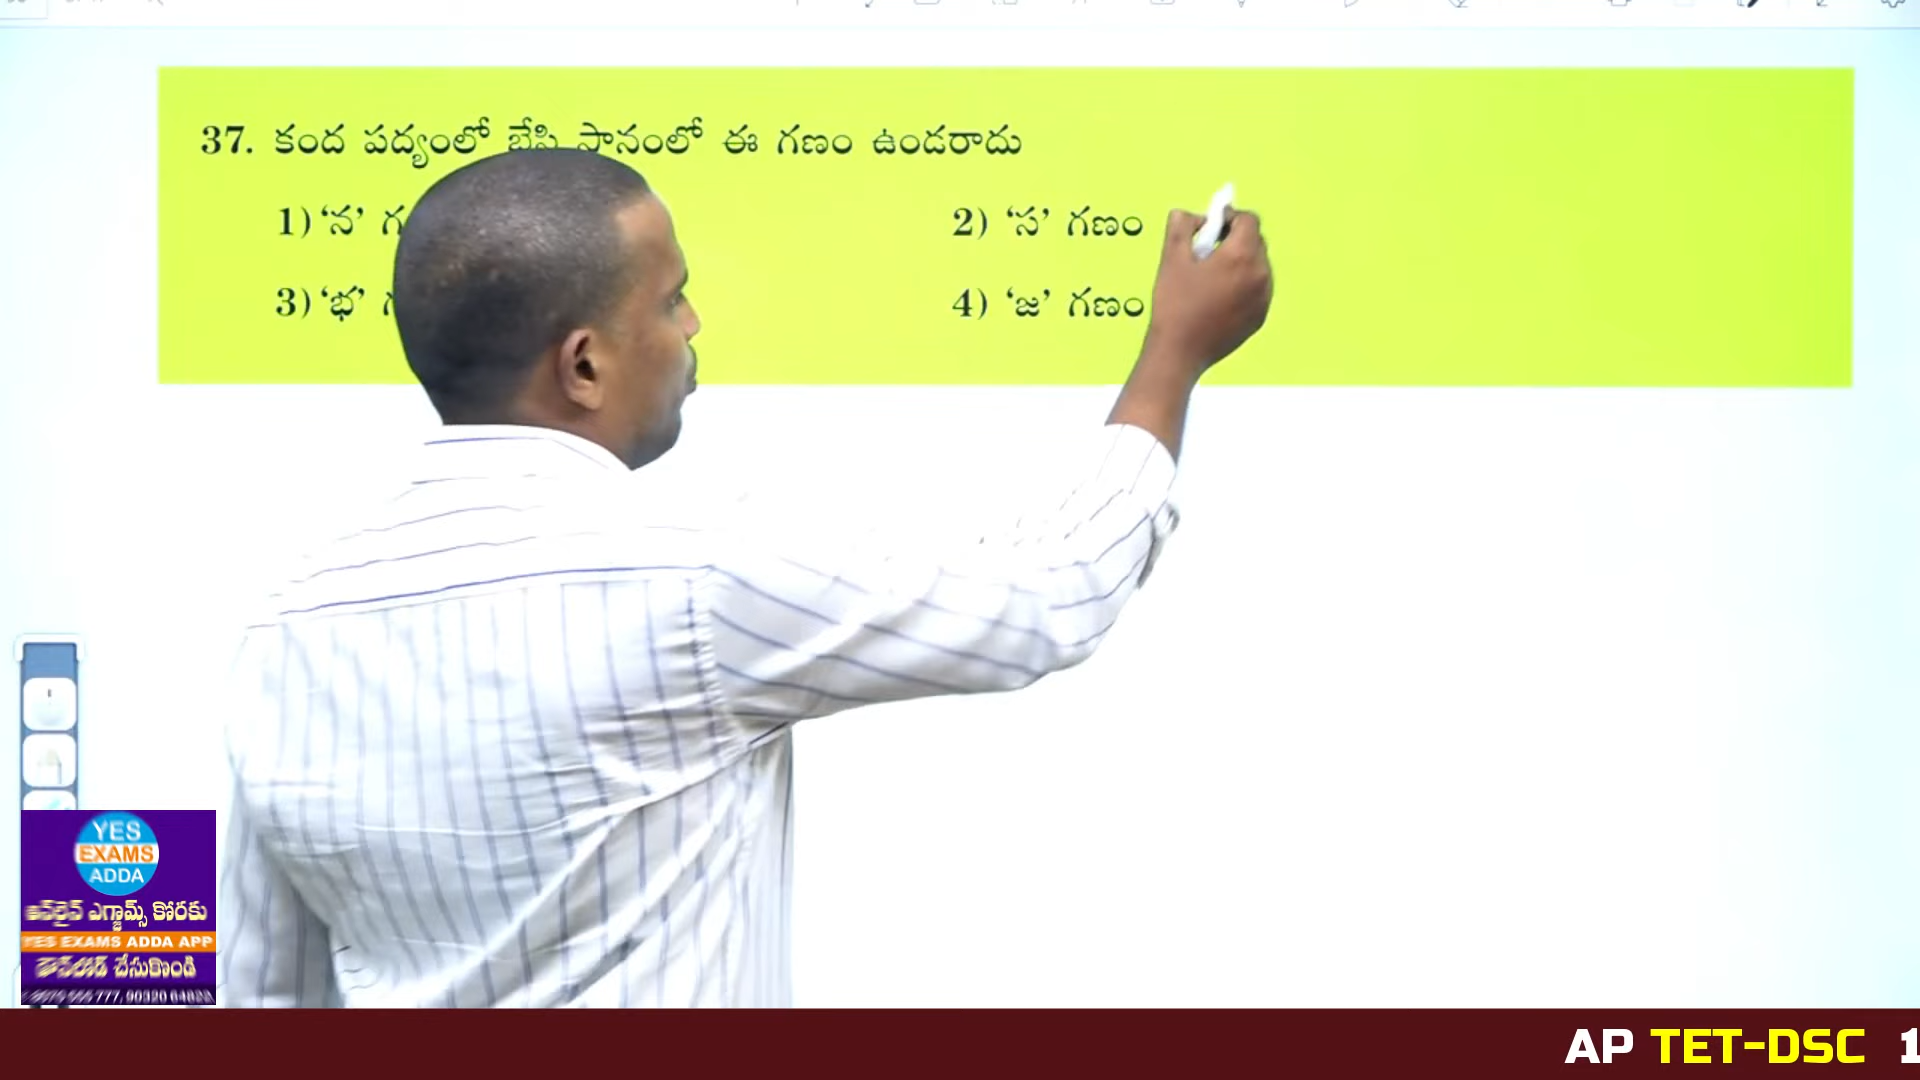 37. కంద పద్యంలో బేసి స్థానంలో ఈ గణం ఉండరాదు
1) ‘న’ గ
2) ‘స’ గణం
3) ‘భ’ గ
4) ‘జ’ గణం
YES
EXAMS
ADDA
ఆన్‌లైన్ ఎగ్జామ్స్ కోరకు
YES EXAMS ADDA APP
డౌన్‌లోడ్ చేసుకొండి
AP TET-DSC 1